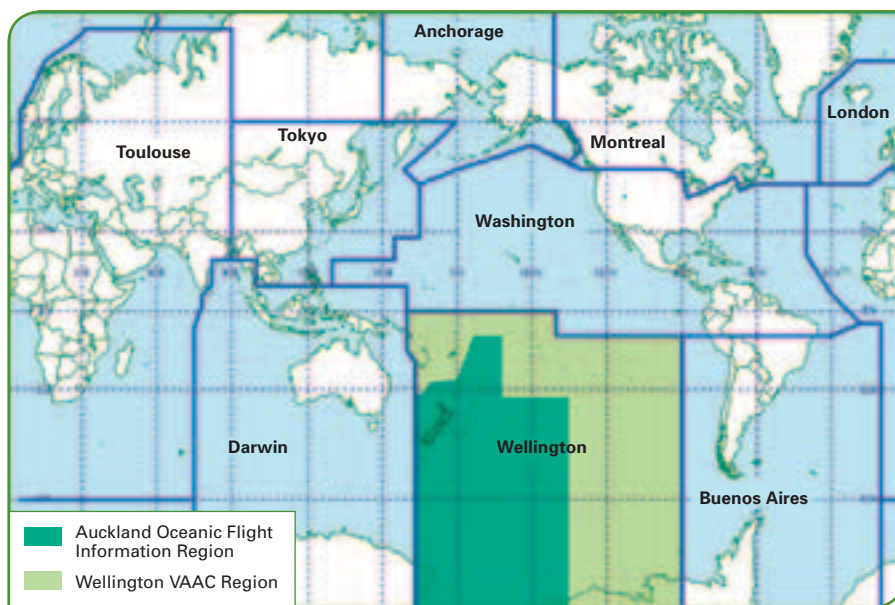 Anchorage
London
Tokyo
Montreal
Toulouse
Washington
Darwin
Wellington
Buenos Aires
Auckland Oceanic Flight
Information Region
Wellington VAAC Region